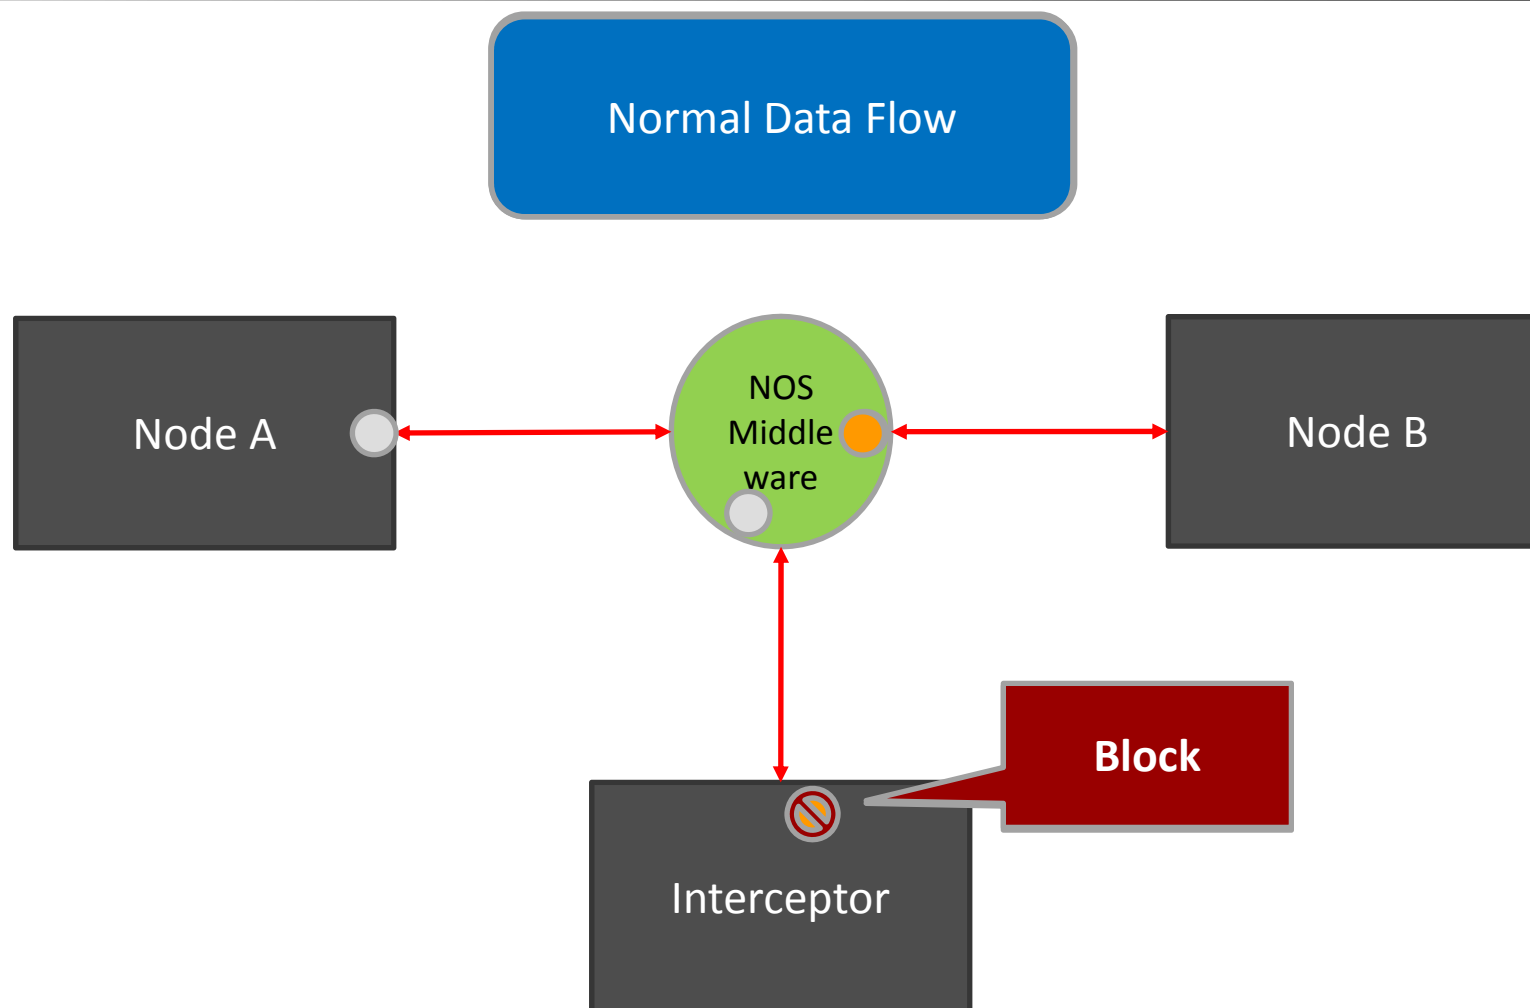 Normal Data Flow
Node A
NOS
Middle
ware
Node B
Block
Interceptor